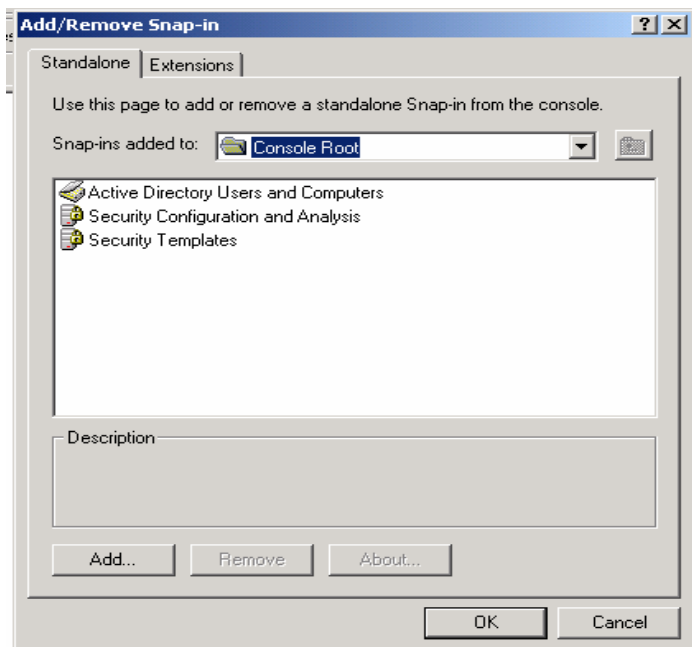 Add/Remove Snap-in
Standalone
Extensions
Use this page to add or remove a standalone Snap-in from the console.
Snap-ins added to:
Console Root
Active Directory Users and Computers
Security Configuration and Analysis
Security Templates
Description
Add...
Remove
About...
OK
Cancel